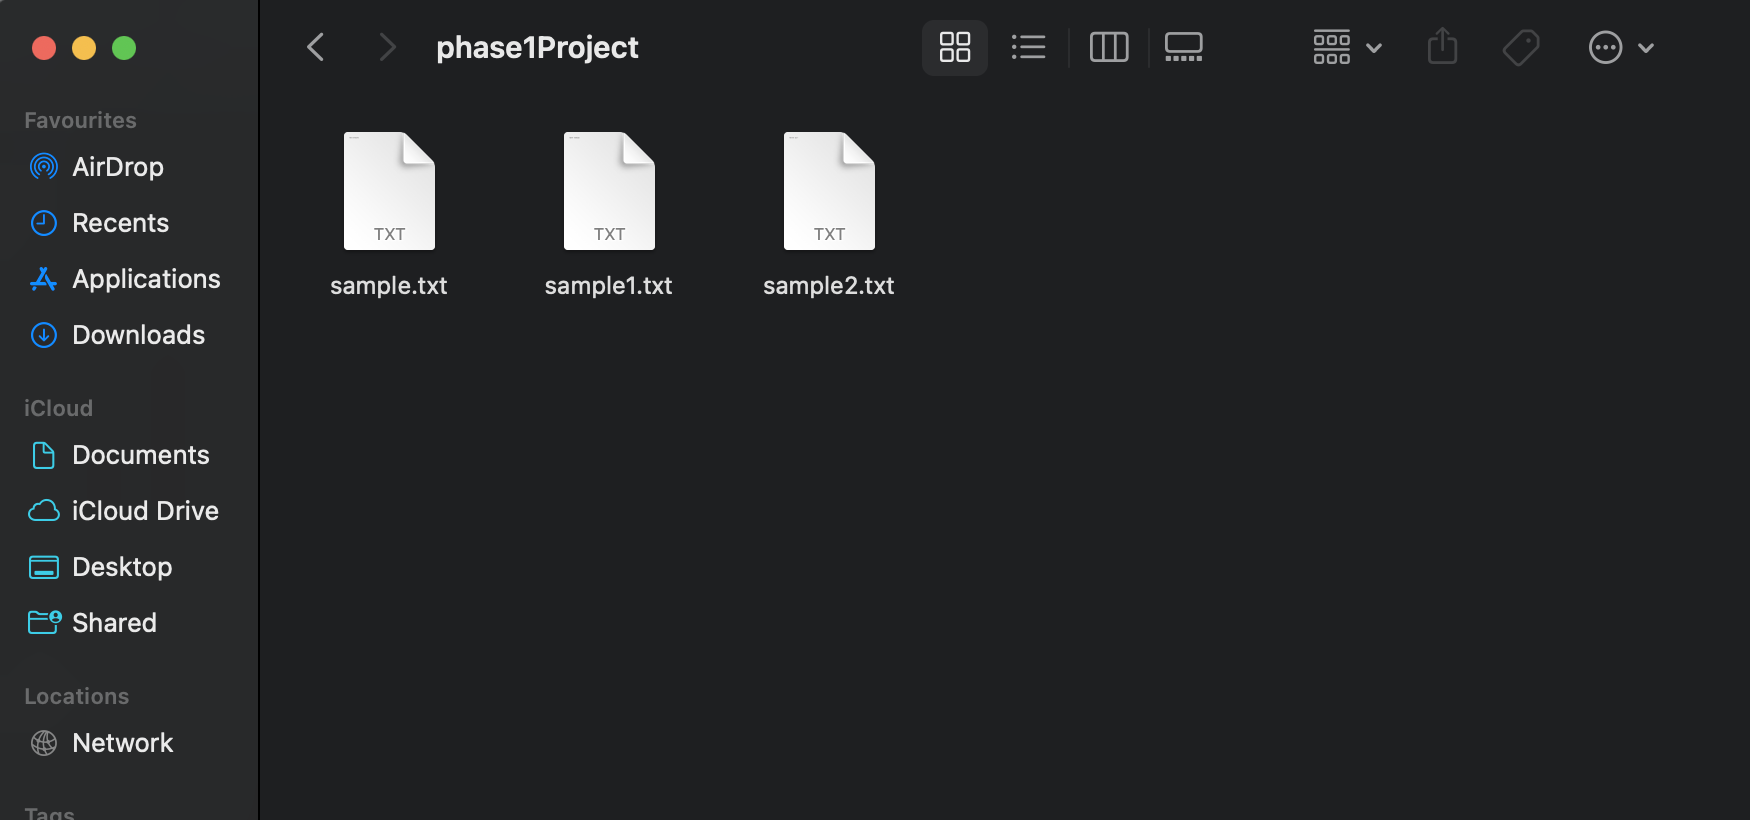 phase1Project
Favourites
AirDrop
Recents
Applications
Downloads
iCloud
Documents
iCloud Drive
Desktop
Shared
Locations
Network
Tags
TXT
TXT
TXT
sample.txt
sample1.txt
sample2.txt